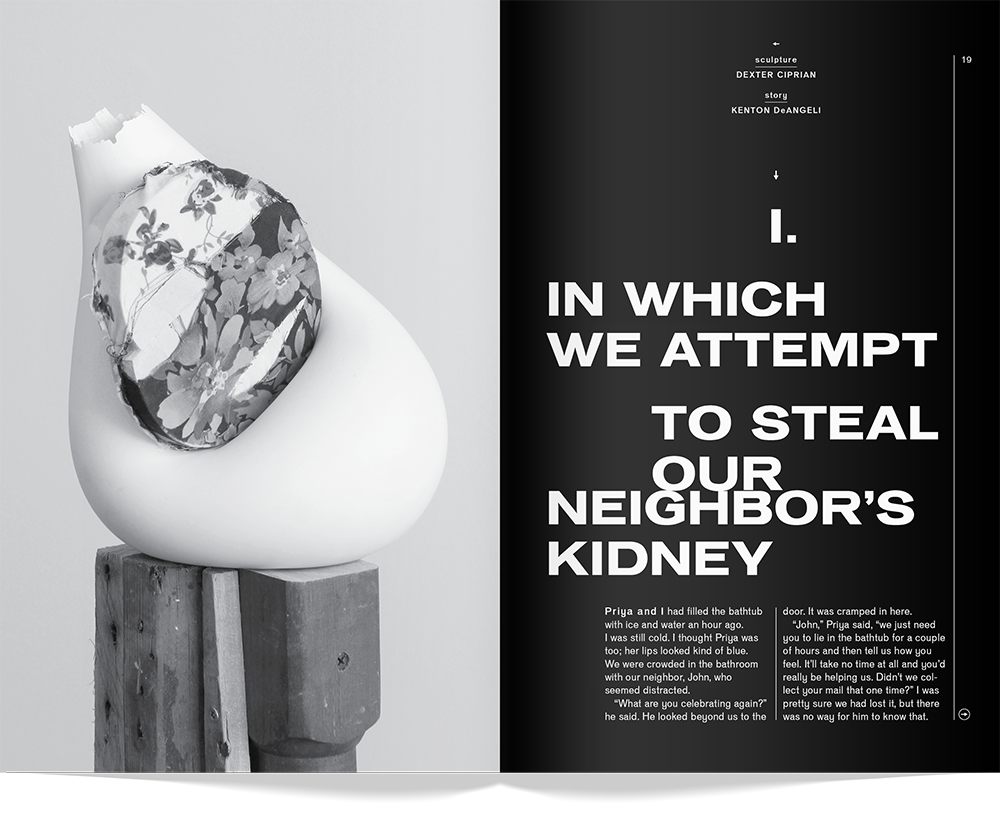 ←
sculpture
DEXTER CIPRIAN
story
KENTON DeANGELI
19
↓
I.
IN WHICH
WE ATTEMPT
TO STEAL
OUR
NEIGHBOR’S
KIDNEY
Priya and I had filled the bathtub
with ice and water an hour ago.
I was still cold. I thought Priya was
too; her lips looked kind of blue.
We were crowded in the bathroom
with our neighbor, John, who
seemed distracted.
“What are you celebrating again?”
he said. He looked beyond us to the
door. It was cramped in here.
“John,” Priya said, “we just need
you to lie in the bathtub for a couple
of hours and then tell us how you
feel. It’ll take no time at all and you’d
really be helping us. Didn’t we col-
lect your mail that one time?” I was
pretty sure we had lost it, but there
was no way for him to know that.
→